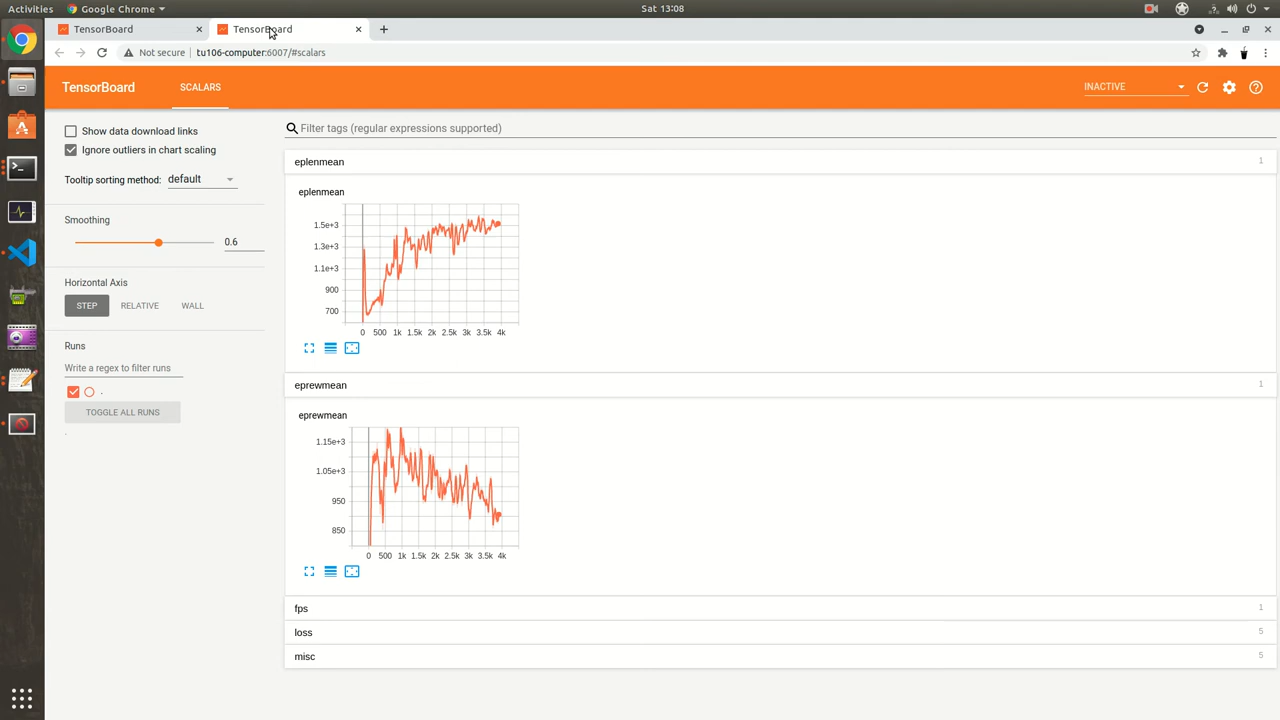 Activities Google Chrome Sat 13:08
TensorBoard TensorBoard
Not secure tu106-computer:6007/#scalars
TensorBoard SCALARS INACTIVE
Show data download links
Ignore outliers in chart scaling
Tooltip sorting method: default
Smoothing
0.6
Horizontal Axis
STEP RELATIVE WALL
Runs
Write a regex to filter runs
.
TOGGLE ALL RUNS
.
Filter tags (regular expressions supported)
eplenmean 1
eplenmean
1.5e+3
1.3e+3
1.1e+3
900
700
0 500 1k 1.5k 2k 2.5k 3k 3.5k 4k
eprewmean 1
eprewmean
1.15e+3
1.05e+3
950
850
0 500 1k 1.5k 2k 2.5k 3k 3.5k 4k
fps 1
loss 5
misc 5